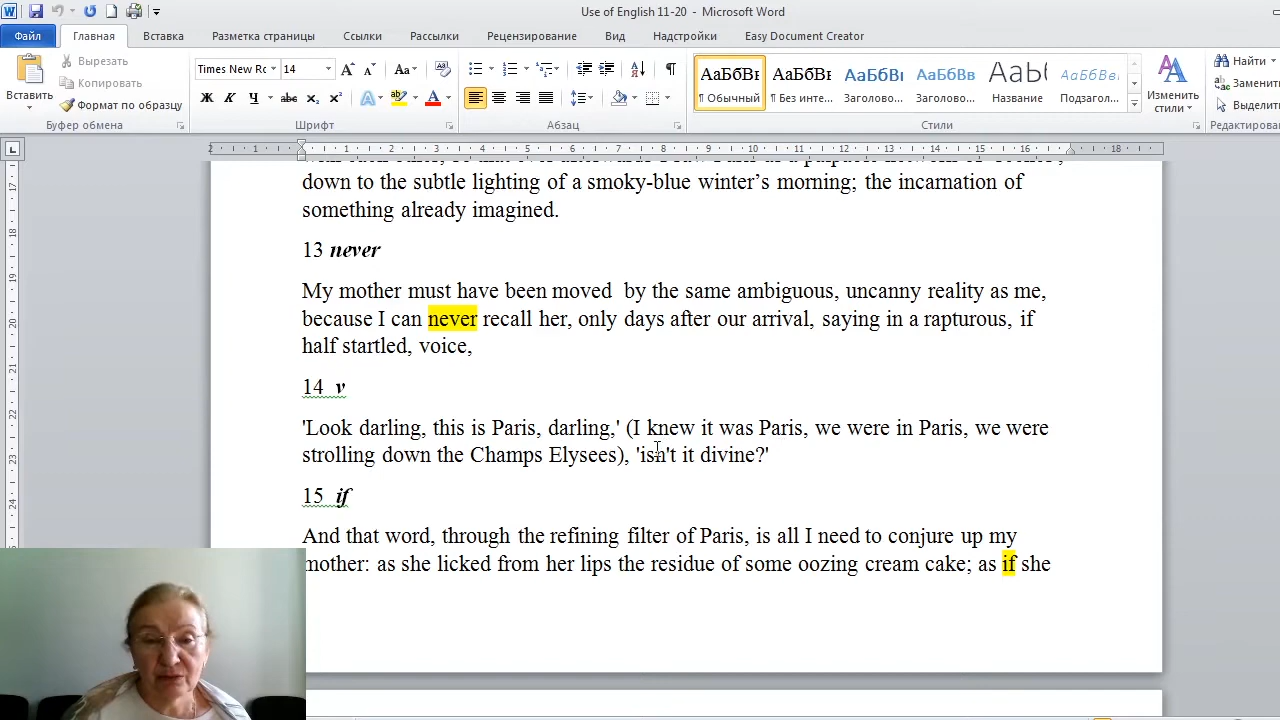 Use of English 11-20 - Microsoft Word
Файл Главная Вставка Разметка страницы Ссылки Рассылки Рецензирование Вид Надстройки Easy Document Creator
Вставить
Вырезать
Копировать
Формат по образцу
Буфер обмена
Times New Rc 14
Шрифт
Абзац
АаБбВв АаБбВв АаБбВв АаБбВв АаБб АаБбВв
¶ Обычный ¶ Без инте... Заголово... Заголово... Название Подзагол...
Стили
Изменить стили
Найти
Заменить
Выделить
Редактирование
down to the subtle lighting of a smoky-blue winter's morning; the incarnation of
something already imagined.
13 never
My mother must have been moved by the same ambiguous, uncanny reality as me,
because I can never recall her, only days after our arrival, saying in a rapturous, if
half startled, voice,
14 v
'Look darling, this is Paris, darling,' (I knew it was Paris, we were in Paris, we were
strolling down the Champs Elysees), 'isn't it divine?'
15 if
And that word, through the refining filter of Paris, is all I need to conjure up my
mother: as she licked from her lips the residue of some oozing cream cake; as if she